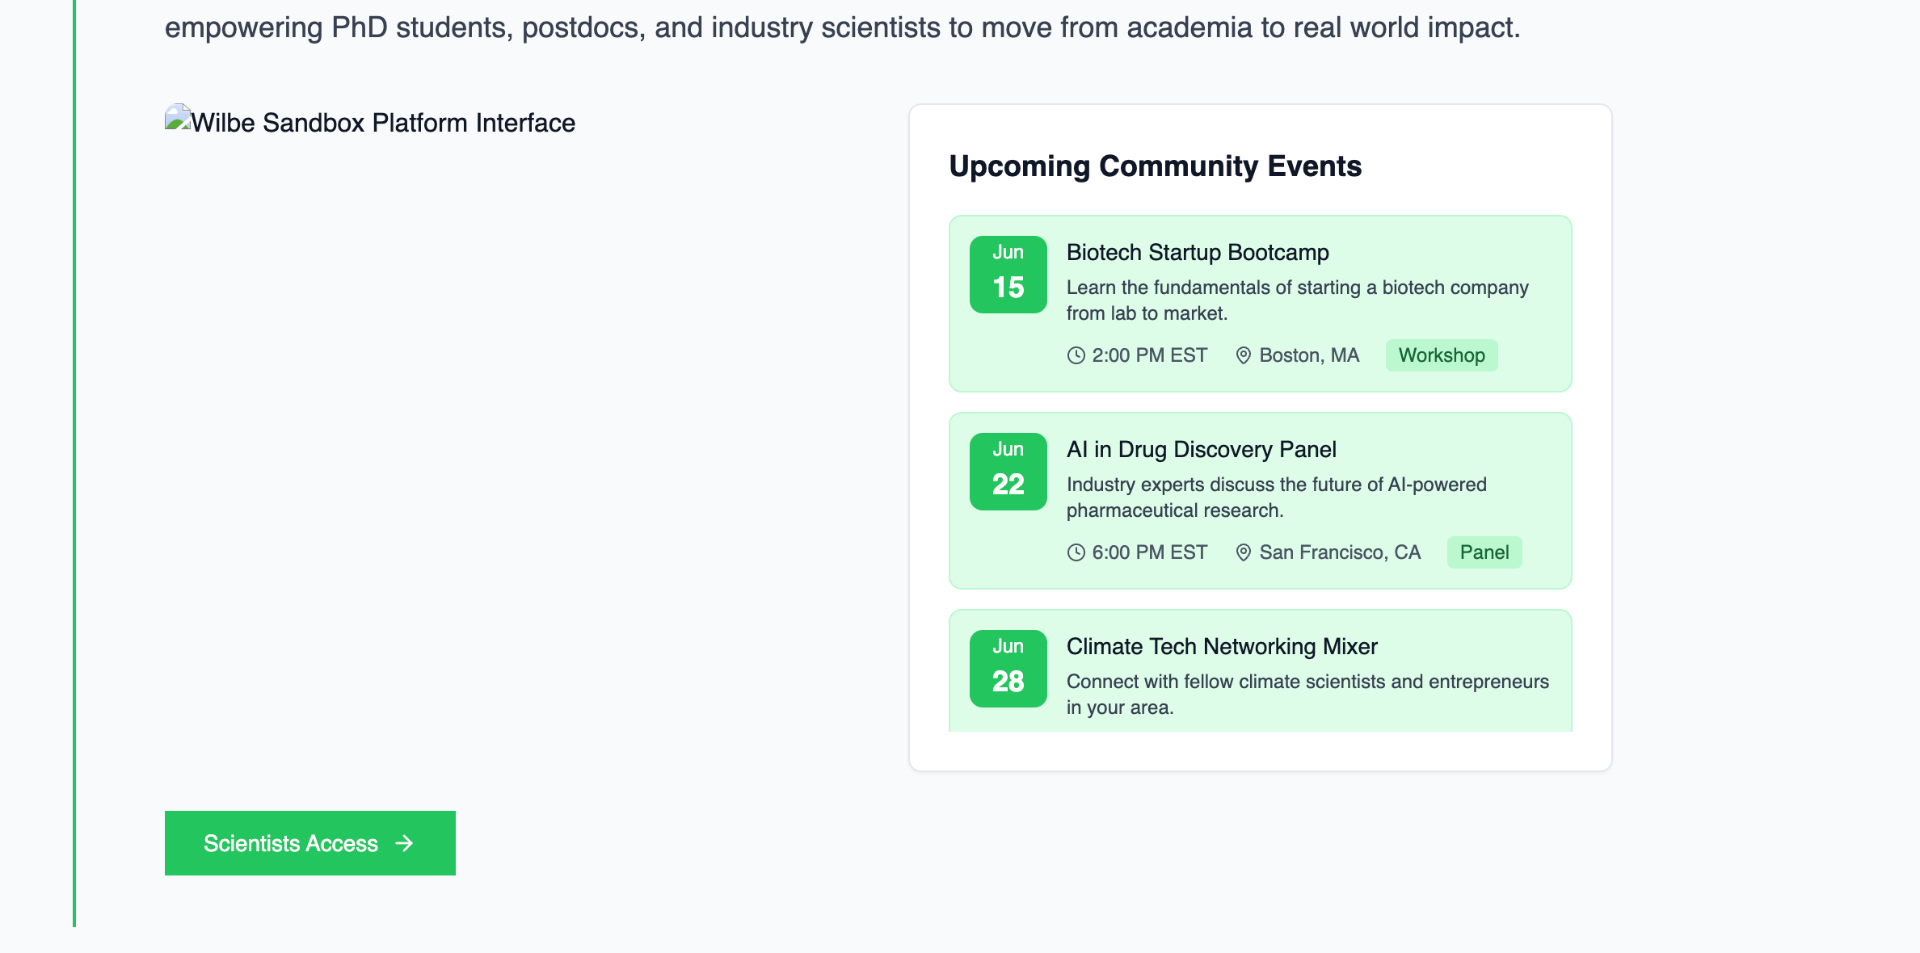 empowering PhD students, postdocs, and industry scientists to move from academia to real world impact.
Wilbe Sandbox Platform Interface
Upcoming Community Events
Jun
15
Biotech Startup Bootcamp
Learn the fundamentals of starting a biotech company
from lab to market.
2:00 PM EST Boston, MA Workshop
Jun
22
AI in Drug Discovery Panel
Industry experts discuss the future of AI-powered
pharmaceutical research.
6:00 PM EST San Francisco, CA Panel
Jun
28
Climate Tech Networking Mixer
Connect with fellow climate scientists and entrepreneurs
in your area.
Scientists Access